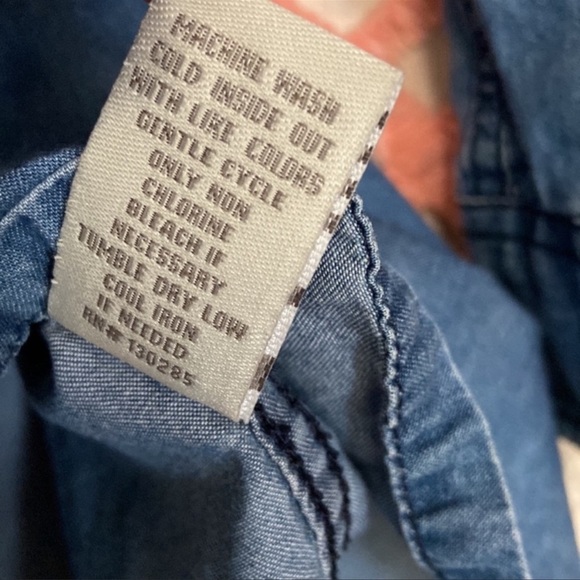 MACHINE WASH
COLD INSIDE OUT
WITH LIKE COLORS
GENTLE CYCLE
ONLY NON
CHLORINE
BLEACH IF
NECESSARY
TUMBLE DRY LOW
COOL IRON
IF NEEDED
RN# 130285